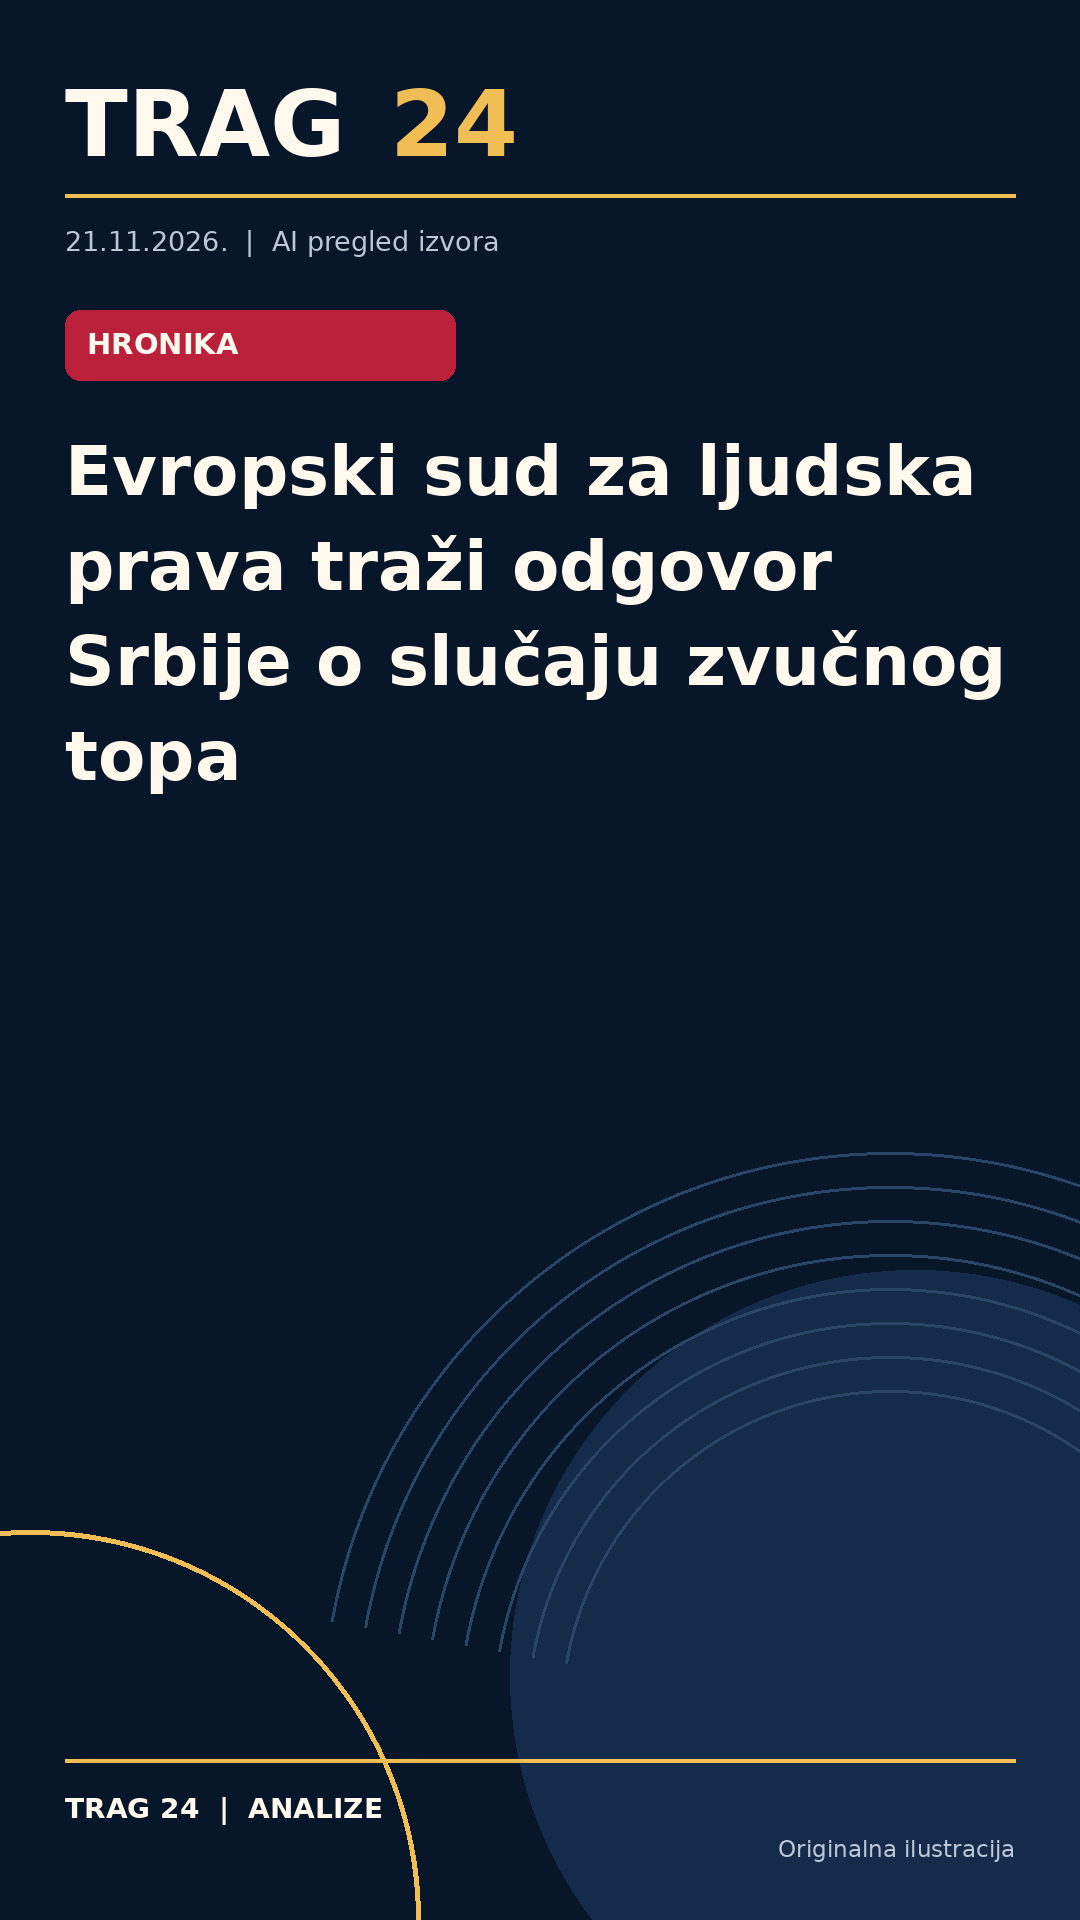 TRAG 24
21.11.2026. | AI pregled izvora
HRONIKA
Evropski sud za ljudska
prava traži odgovor
Srbije o slučaju zvučnog
topa
TRAG 24 | ANALIZE
Originalna ilustracija